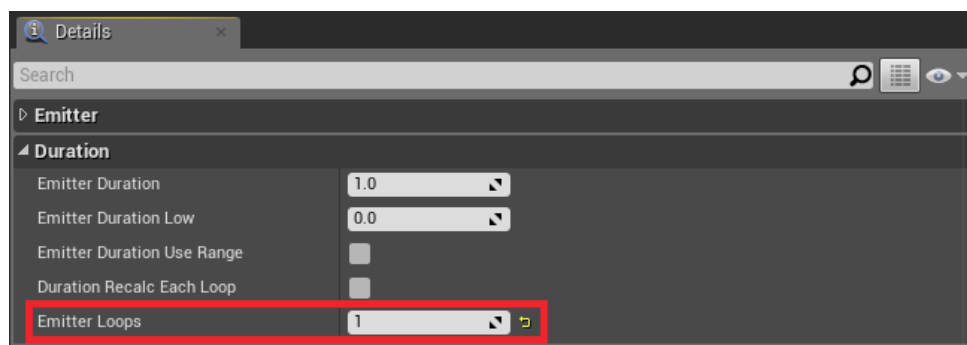 Details
Search
Emitter
Duration
Emitter Duration 1.0
Emitter Duration Low 0.0
Emitter Duration Use Range
Duration Recalc Each Loop
Emitter Loops 1